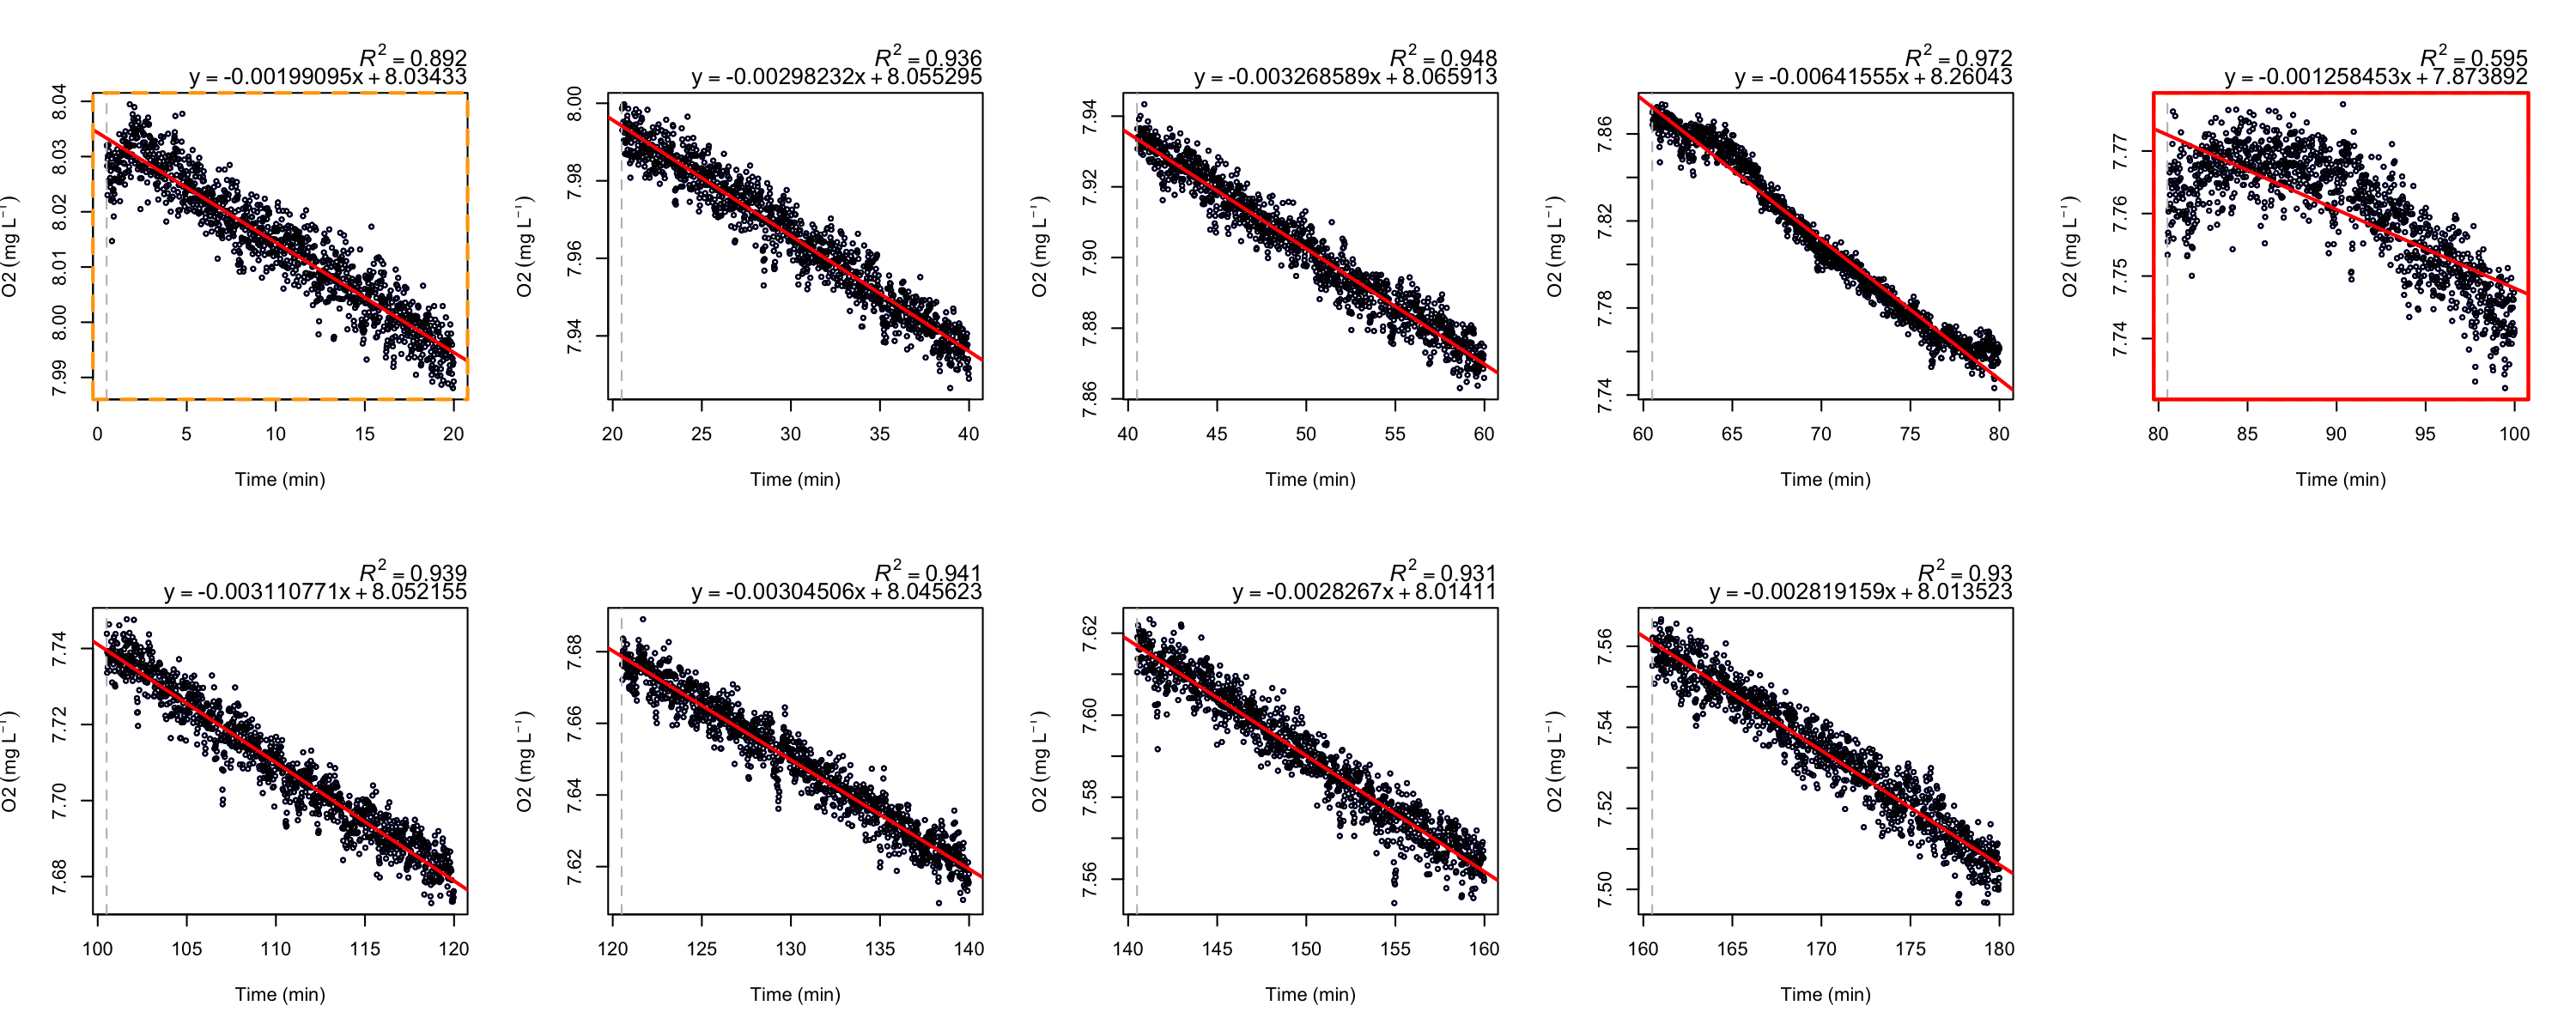 R² = 0.892
y = -0.00199095x + 8.03433
O2 (mg L⁻¹)
8.04
8.03
8.02
8.01
8.00
7.99
0 5 10 15 20
Time (min)
R² = 0.936
y = -0.00298232x + 8.055295
O2 (mg L⁻¹)
8.00
7.98
7.96
7.94
20 25 30 35 40
Time (min)
R² = 0.948
y = -0.003268589x + 8.065913
O2 (mg L⁻¹)
7.94
7.92
7.90
7.88
7.86
40 45 50 55 60
Time (min)
R² = 0.972
y = -0.00641555x + 8.26043
O2 (mg L⁻¹)
7.86
7.82
7.78
7.74
60 65 70 75 80
Time (min)
R² = 0.595
y = -0.001258453x + 7.873892
O2 (mg L⁻¹)
7.77
7.76
7.75
7.74
80 85 90 95 100
Time (min)
R² = 0.939
y = -0.003110771x + 8.052155
O2 (mg L⁻¹)
7.74
7.72
7.70
7.68
100 105 110 115 120
Time (min)
R² = 0.941
y = -0.00304506x + 8.045623
O2 (mg L⁻¹)
7.68
7.66
7.64
7.62
120 125 130 135 140
Time (min)
R² = 0.931
y = -0.0028267x + 8.01411
O2 (mg L⁻¹)
7.62
7.60
7.58
7.56
140 145 150 155 160
Time (min)
R² = 0.93
y = -0.002819159x + 8.013523
O2 (mg L⁻¹)
7.56
7.54
7.52
7.50
160 165 170 175 180
Time (min)